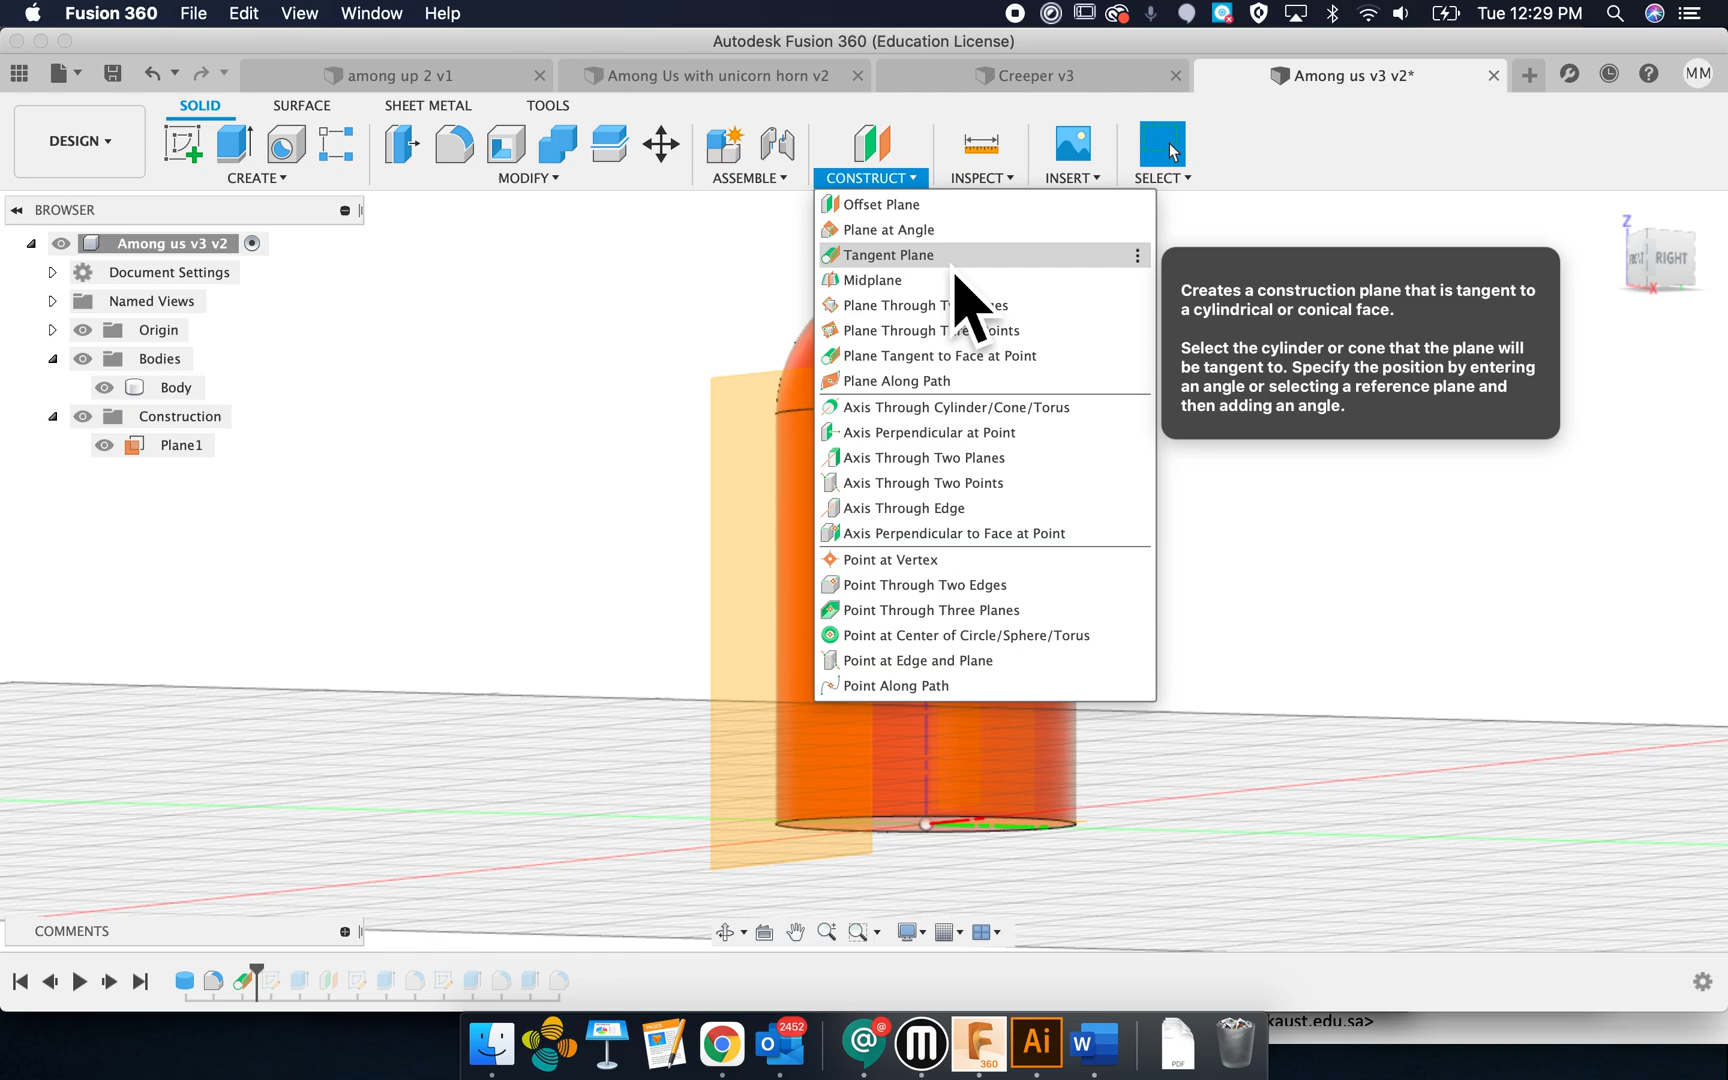 Fusion 360 File Edit View Window Help Tue 12:29 PM
Autodesk Fusion 360 (Education License)
among up 2 v1 Among Us with unicorn horn v2 Creeper v3 Among us v3 v2* MM
SOLID SURFACE SHEET METAL TOOLS
DESIGN
CREATE MODIFY ASSEMBLE CONSTRUCT INSPECT INSERT SELECT
BROWSER
Among us v3 v2
Document Settings
Named Views
Origin
Bodies
Body
Construction
Plane1
Offset Plane
Plane at Angle
Tangent Plane
Midplane
Plane Through
Plane Through
Plane Tangent to Face at Point
Plane Along Path
Axis Through Cylinder/Cone/Torus
Axis Perpendicular at Point
Axis Through Two Planes
Axis Through Two Points
Axis Through Edge
Axis Perpendicular to Face at Point
Point at Vertex
Point Through Two Edges
Point Through Three Planes
Point at Center of Circle/Sphere/Torus
Point at Edge and Plane
Point Along Path
Creates a construction plane that is tangent to
a cylindrical or conical face.
Select the cylinder or cone that the plane will
be tangent to. Specify the position by entering
an angle or selecting a reference plane and
then adding an angle.
Z
RIGHT
X
COMMENTS
kaust.edu.sa>
2452
PAGES
O
@
360
Ai
W
PDF